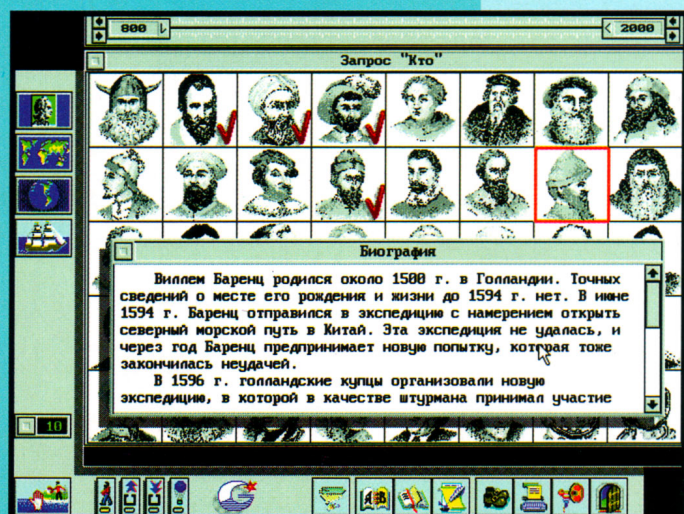 800
2000
Запрос "Кто"
Биография
Виллем Баренц родился около 1500 г. в Голландии. Точных
сведений о месте его рождения и жизни до 1594 г. нет. В июне
1594 г. Баренц отправился в экспедицию с намерением открыть
северный морской путь в Китай. Эта экспедиция не удалась, и
через год Баренц предпринимает новую попытку, которая тоже
закончилась неудачей.
В 1596 г. голландские купцы организовали новую
экспедицию, в которой в качестве штурмана принимал участие
10